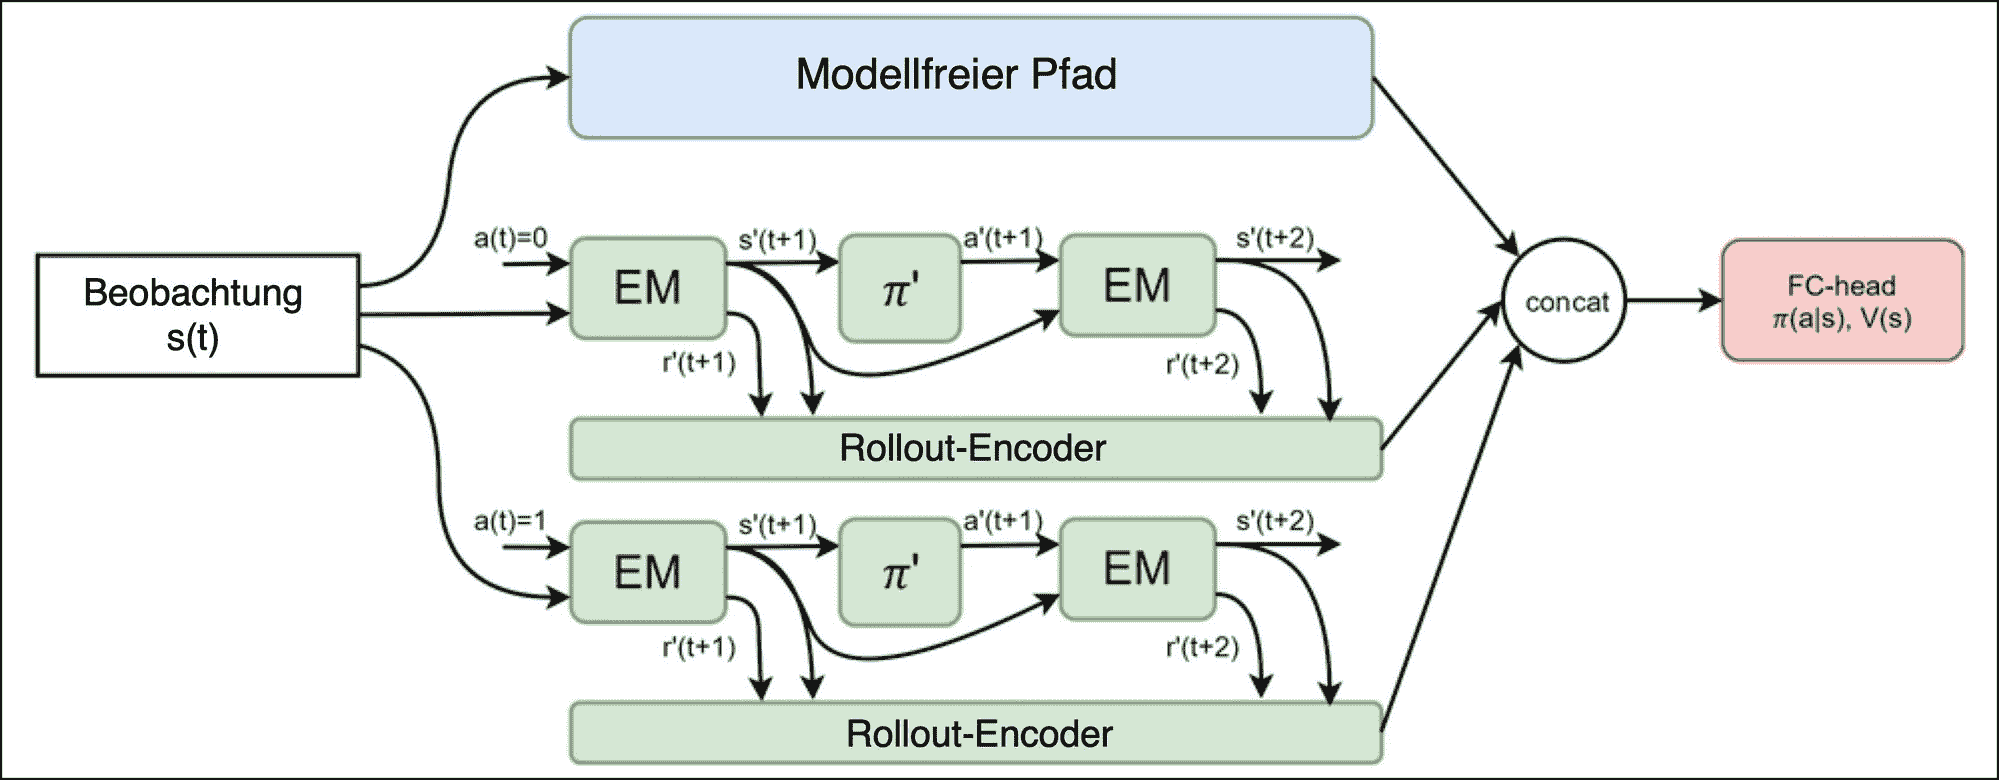 Modellfreier Pfad
Beobachtung
s(t)
a(t)=0
EM
s'(t+1)
π'
a'(t+1)
EM
s'(t+2)
r'(t+1)
r'(t+2)
Rollout-Encoder
a(t)=1
EM
s'(t+1)
π'
a'(t+1)
EM
s'(t+2)
r'(t+1)
r'(t+2)
Rollout-Encoder
concat
FC-head
π(a|s), V(s)